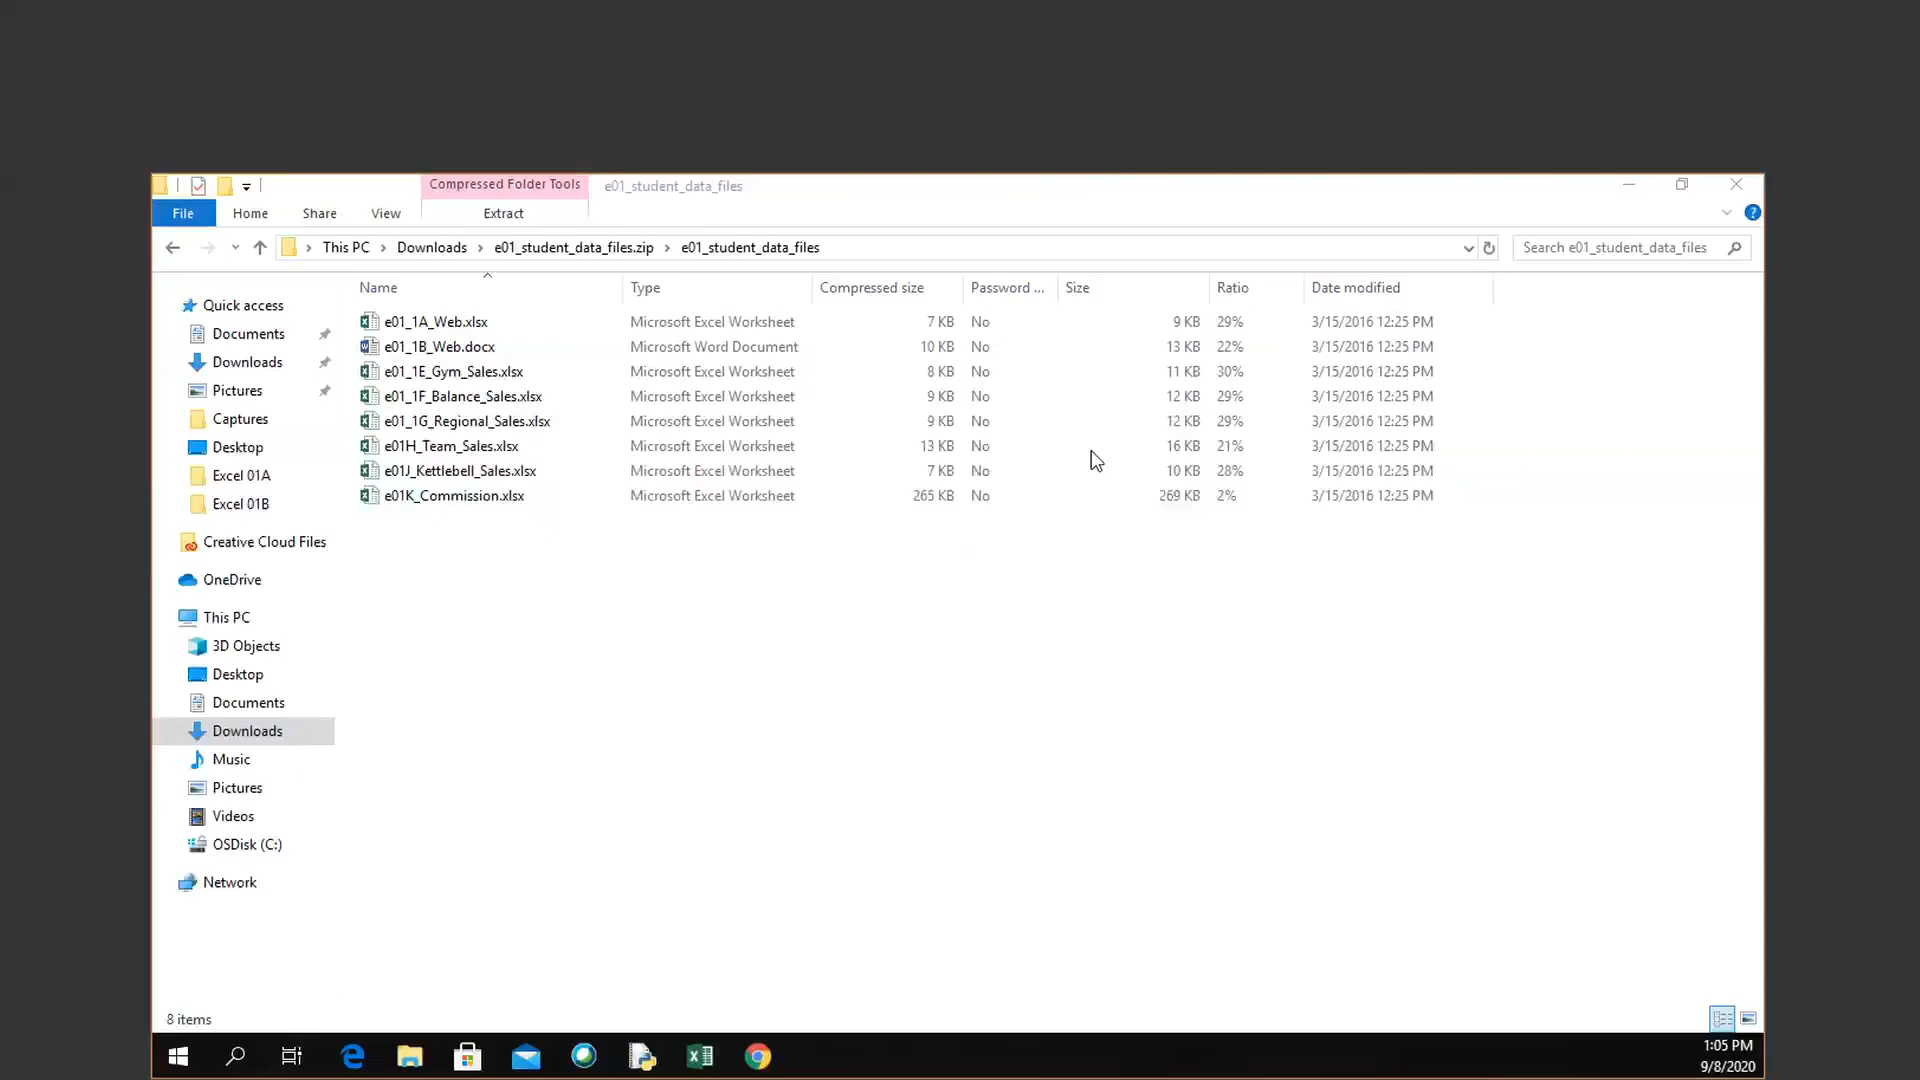 Compressed Folder Tools e01_student_data_files
File Home Share View Extract
This PC Downloads e01_student_data_files.zip e01_student_data_files Search e01_student_data_files
Name Type Compressed size Password ... Size Ratio Date modified
e01_1A_Web.xlsx Microsoft Excel Worksheet 7 KB No 9 KB 29% 3/15/2016 12:25 PM
e01_1B_Web.docx Microsoft Word Document 10 KB No 13 KB 22% 3/15/2016 12:25 PM
e01_1E_Gym_Sales.xlsx Microsoft Excel Worksheet 8 KB No 11 KB 30% 3/15/2016 12:25 PM
e01_1F_Balance_Sales.xlsx Microsoft Excel Worksheet 9 KB No 12 KB 29% 3/15/2016 12:25 PM
e01_1G_Regional_Sales.xlsx Microsoft Excel Worksheet 9 KB No 12 KB 29% 3/15/2016 12:25 PM
e01H_Team_Sales.xlsx Microsoft Excel Worksheet 13 KB No 16 KB 21% 3/15/2016 12:25 PM
e01J_Kettlebell_Sales.xlsx Microsoft Excel Worksheet 7 KB No 10 KB 28% 3/15/2016 12:25 PM
e01K_Commission.xlsx Microsoft Excel Worksheet 265 KB No 269 KB 2% 3/15/2016 12:25 PM
Quick access
Documents
Downloads
Pictures
Captures
Desktop
Excel 01A
Excel 01B
Creative Cloud Files
OneDrive
This PC
3D Objects
Desktop
Documents
Downloads
Music
Pictures
Videos
OSDisk (C:)
Network
8 items
1:05 PM
9/8/2020